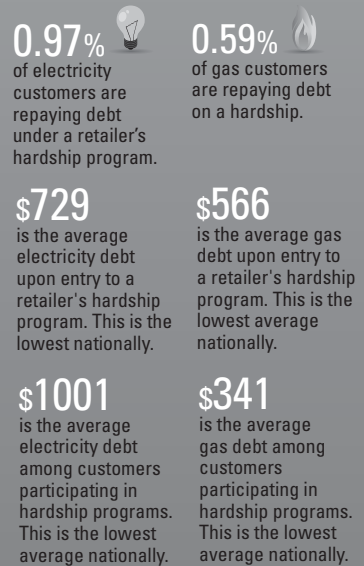 0.97%
of electricity
customers are
repaying debt
under a retailer’s
hardship program.
0.59%
of gas customers
are repaying debt
on a hardship.
$729
is the average
electricity debt
upon entry to a
retailer's hardship
program. This is the
lowest nationally.
$566
is the average gas
debt upon entry to
a retailer's hardship
program. This is the
lowest average
nationally.
$1001
is the average
electricity debt
among customers
participating in
hardship programs.
This is the lowest
average nationally.
$341
is the average
gas debt among
customers
participating in
hardship programs.
This is the lowest
average nationally.